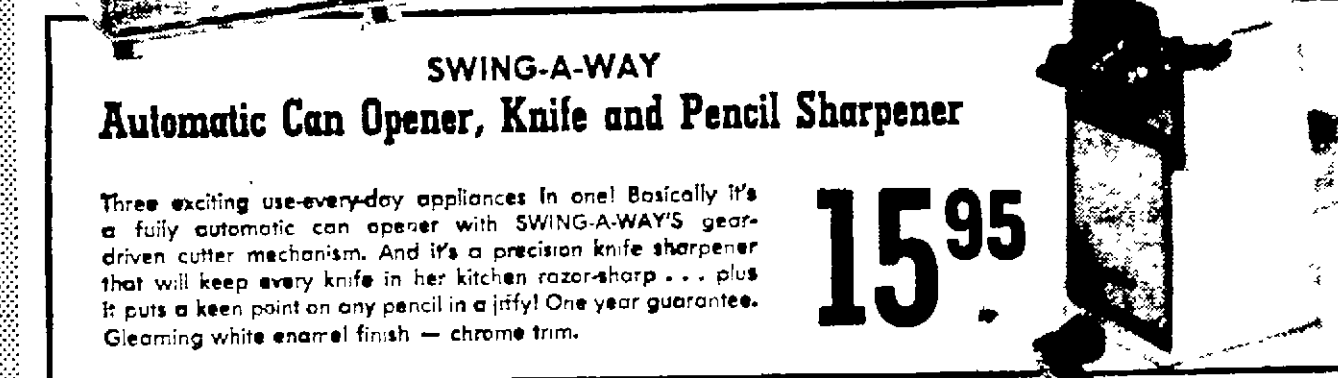 SWING-A-WAY
Automatic Can Opener, Knife and Pencil Sharpener
Three exciting use-every-day appliances in one! Basically it's
a fully automatic can opener with SWING-A-WAY'S gear-
driven cutter mechanism. And it's a precision knife sharpener
that will keep every knife in her kitchen razor-sharp . . . plus
it puts a keen point on any pencil in a jiffy! One year guarantee.
Gleaming white enamel finish — chrome trim.
15 95